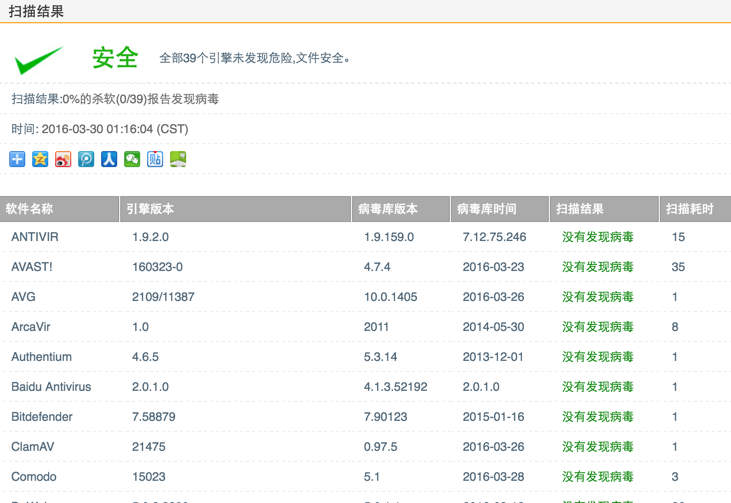 扫描结果
安全 全部39个引擎未发现危险,文件安全。
扫描结果:0%的杀软(0/39)报告发现病毒
时间: 2016-03-30 01:16:04 (CST)
贴
软件名称 引擎版本 病毒库版本 病毒库时间 扫描结果 扫描耗时
ANTIVIR 1.9.2.0 1.9.159.0 7.12.75.246 没有发现病毒 15
AVAST! 160323-0 4.7.4 2016-03-23 没有发现病毒 35
AVG 2109/11387 10.0.1405 2016-03-26 没有发现病毒 1
ArcaVir 1.0 2011 2014-05-30 没有发现病毒 8
Authentium 4.6.5 5.3.14 2013-12-01 没有发现病毒 1
Baidu Antivirus 2.0.1.0 4.1.3.52192 2.0.1.0 没有发现病毒 1
Bitdefender 7.58879 7.90123 2015-01-16 没有发现病毒 1
ClamAV 21475 0.97.5 2016-03-26 没有发现病毒 1
Comodo 15023 5.1 2016-03-28 没有发现病毒 3